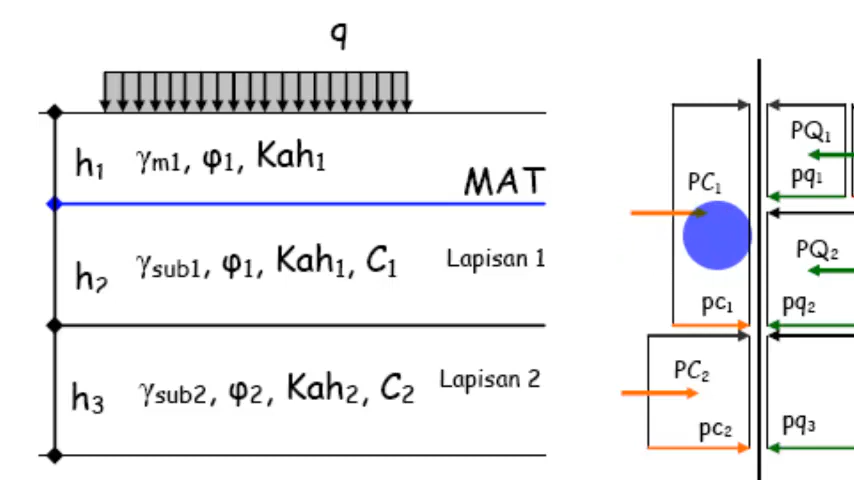 q
h₁ γm1, φ1, Kah1
MAT
h₂ γsub1, φ1, Kah1, C1 Lapisan 1
h3 γsub2, φ2, Kah2, C2 Lapisan 2
PC1
pc1
PC2
pc2
PQ1
pq1
PQ2
pq2
pq3